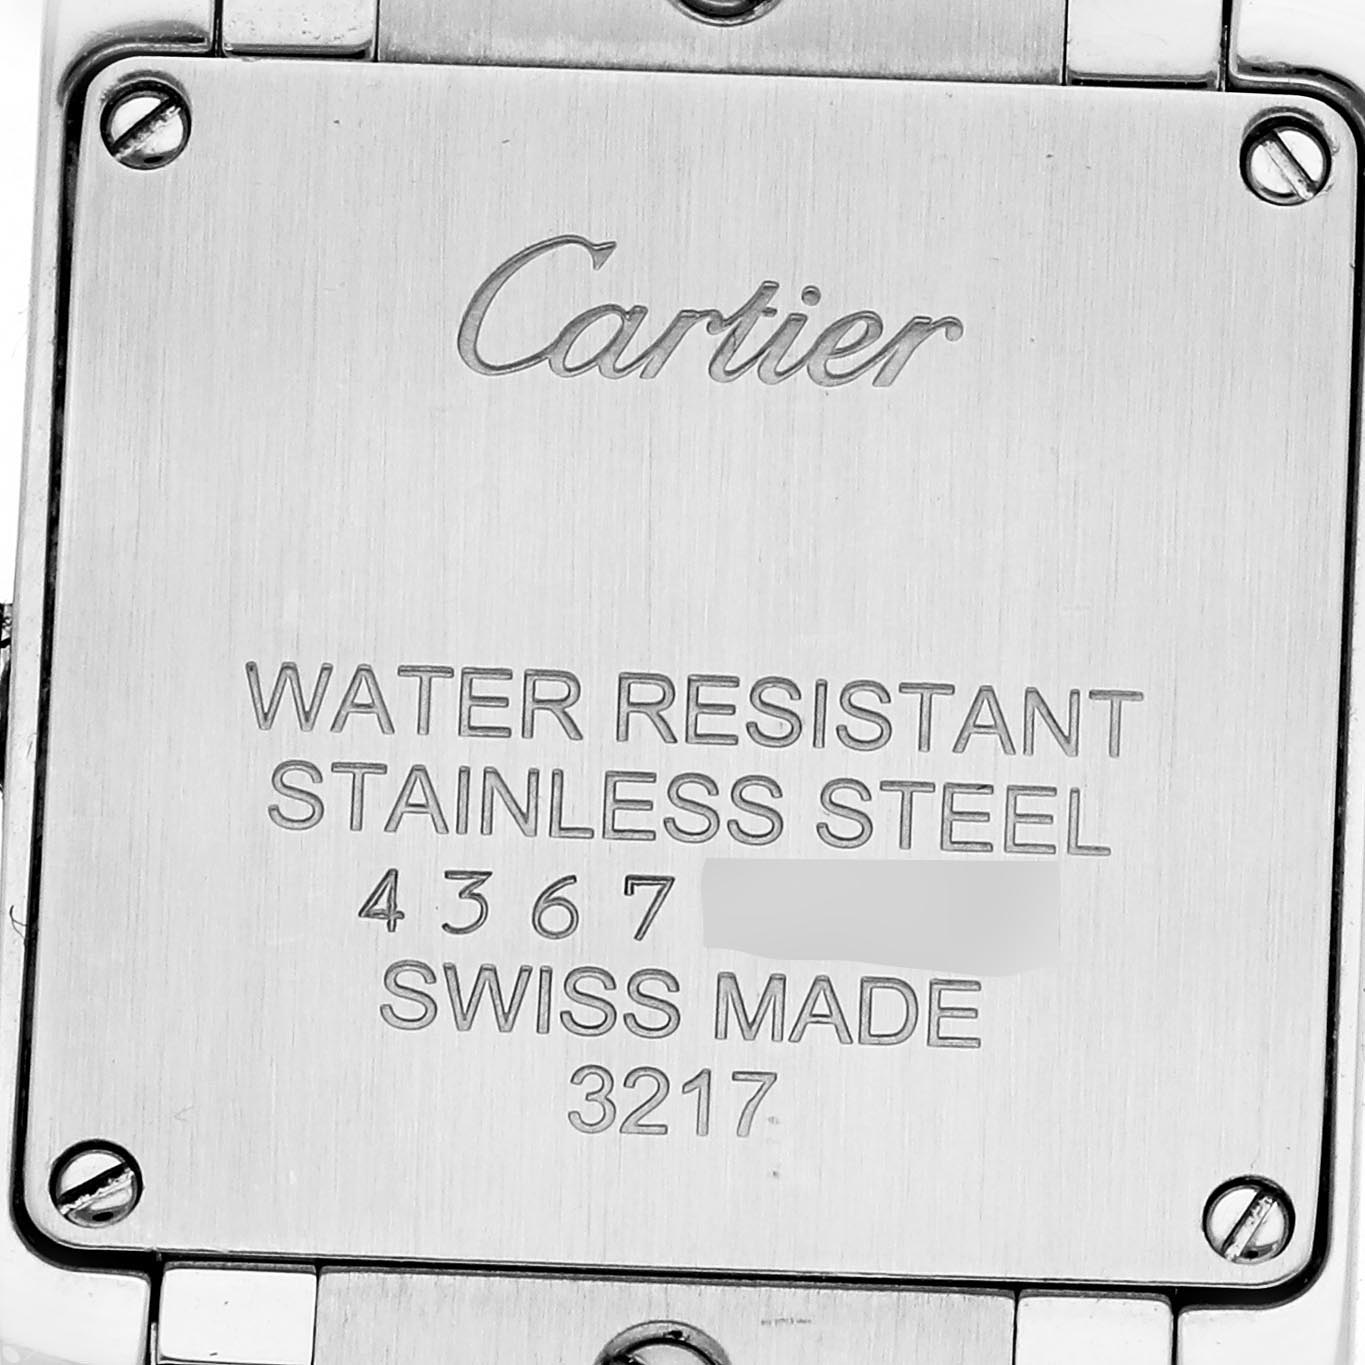 Cartier
WATER RESISTANT
STAINLESS STEEL
4367
SWISS MADE
3217